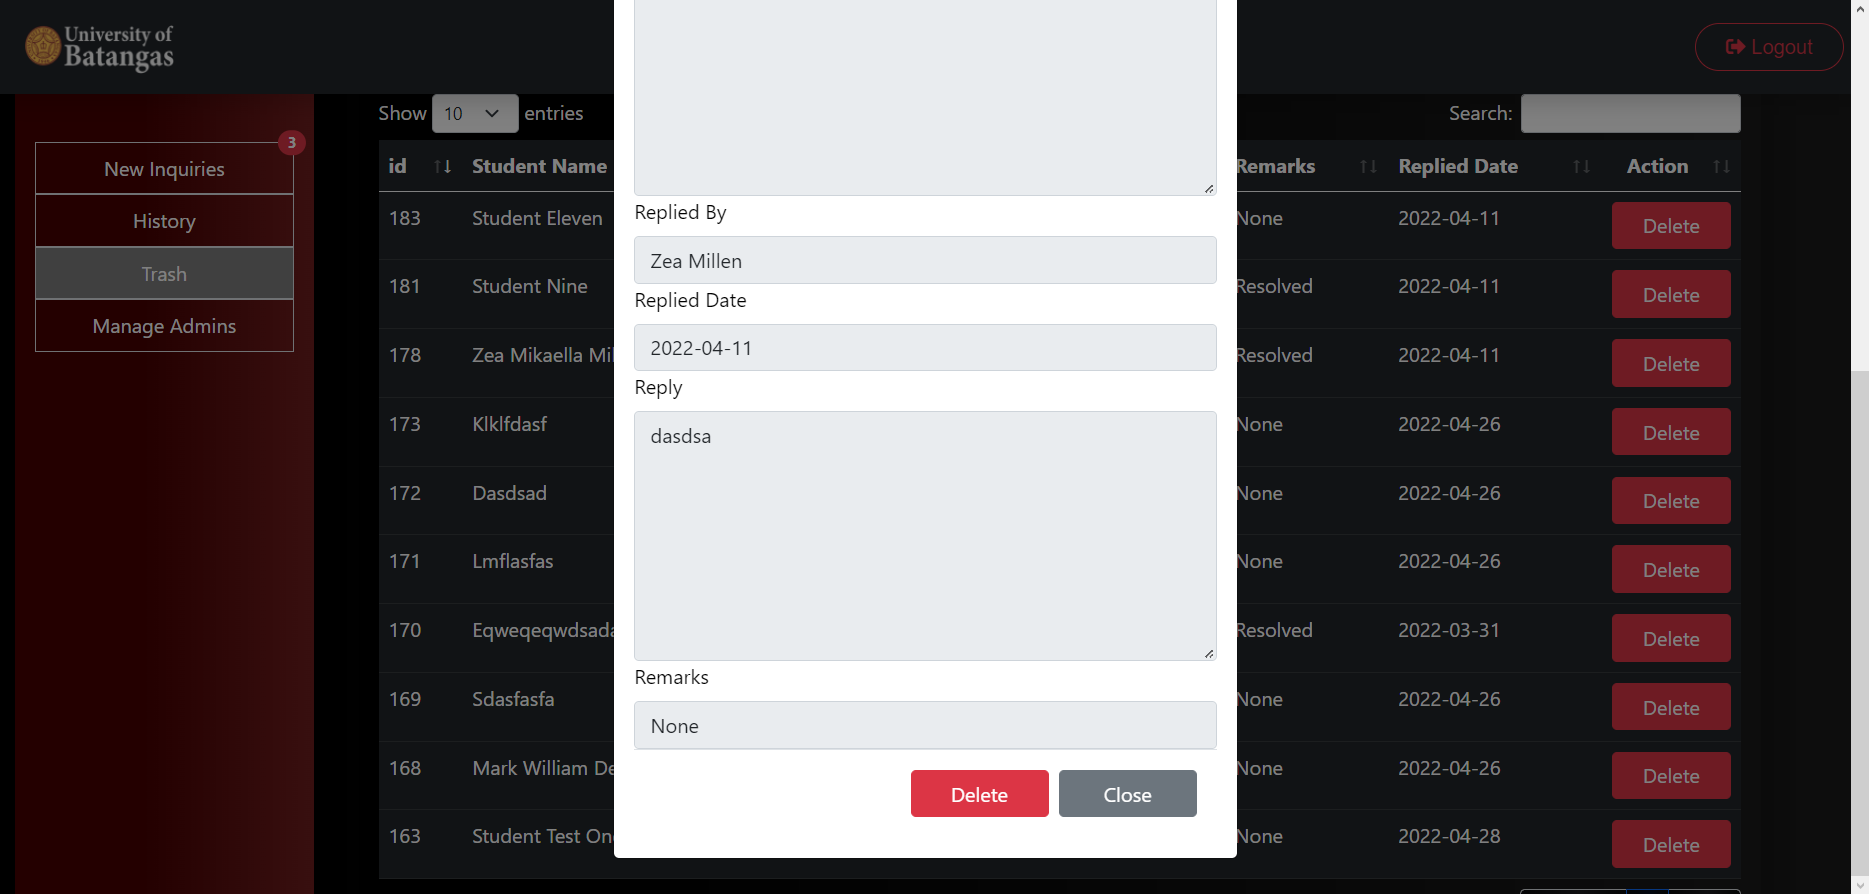 University of
Batangas
Logout
3
New Inquiries
History
Trash
Manage Admins
Show 10 entries
Search:
id Student Name Remarks Replied Date Action
183 Student Eleven None 2022-04-11 Delete
181 Student Nine Resolved 2022-04-11 Delete
178 Zea Mikaella Mil Resolved 2022-04-11 Delete
173 Klklfdasf None 2022-04-26 Delete
172 Dasdsad None 2022-04-26 Delete
171 Lmflasfas None 2022-04-26 Delete
170 Eqweqeqwdsada Resolved 2022-03-31 Delete
169 Sdasfasfa None 2022-04-26 Delete
168 Mark William De None 2022-04-26 Delete
163 Student Test One None 2022-04-28 Delete
Replied By
Zea Millen
Replied Date
2022-04-11
Reply
dasdsa
Remarks
None
Delete
Close